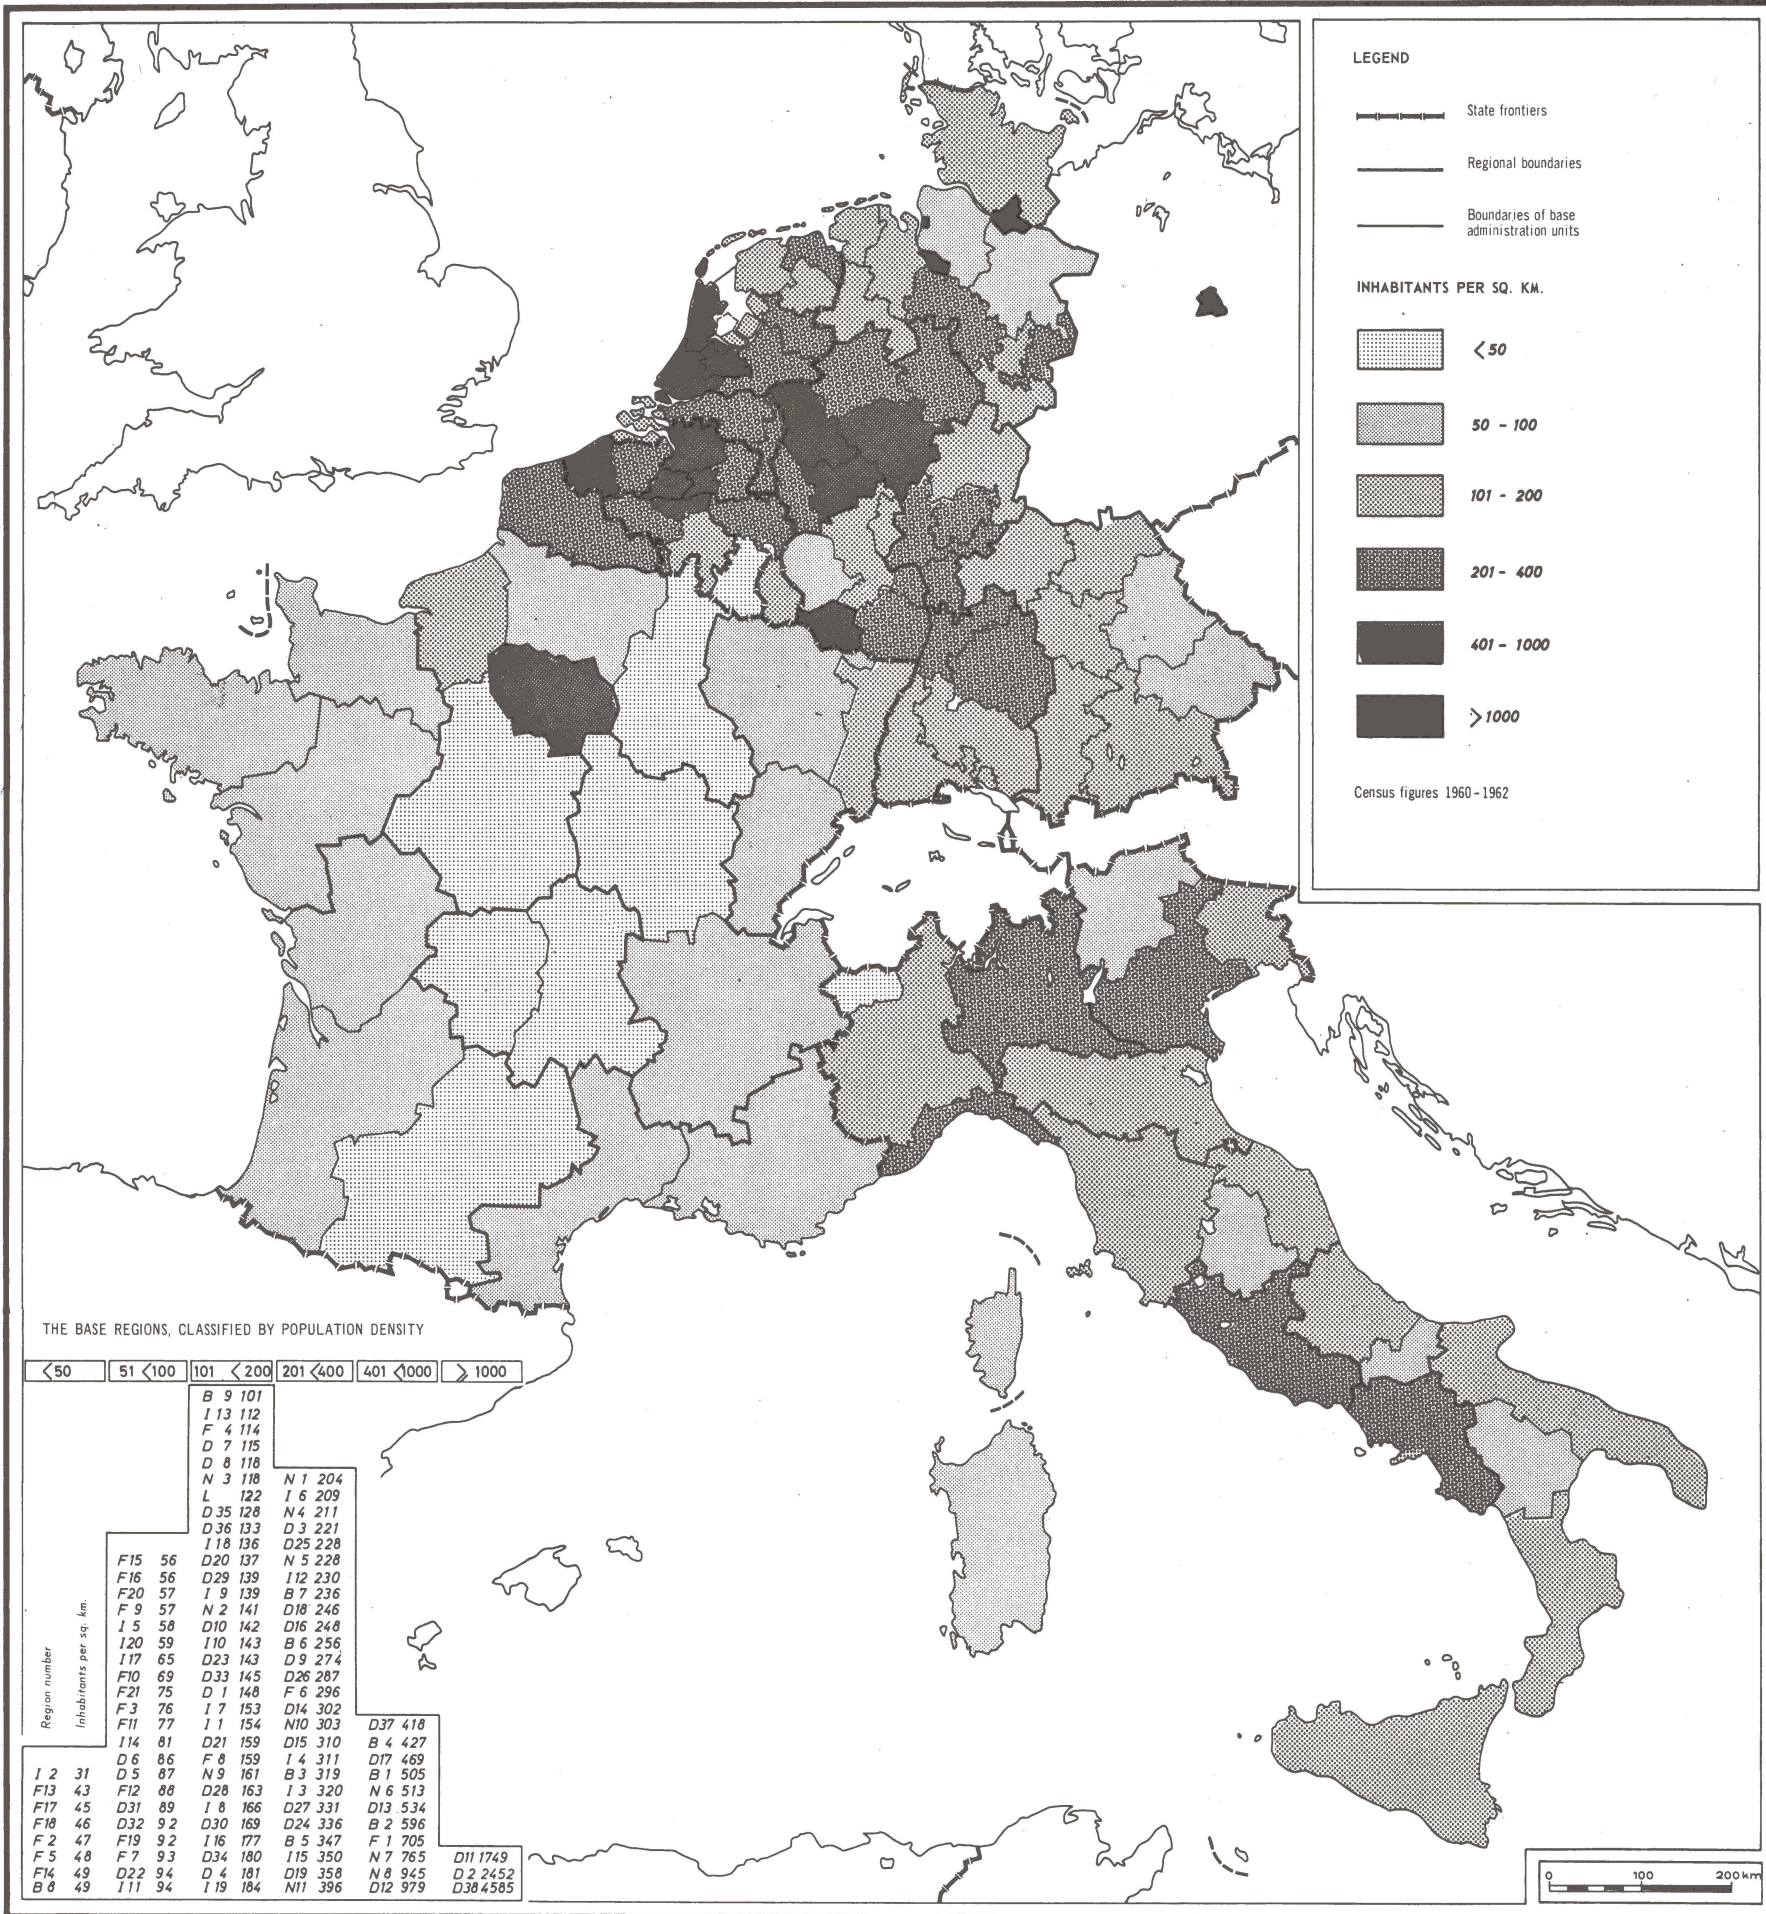 LEGEND
State frontiers
Regional boundaries
Boundaries of base
administration units
INHABITANTS PER SQ. KM.
<50
50 - 100
101 - 200
201 - 400
401 - 1000
>1000
Census figures 1960-1962
THE BASE REGIONS, CLASSIFIED BY POPULATION DENSITY
<50 51 <100 101 <200 201 <400 401 <1000 ≥ 1000
B 9 101
I 13 112
F 4 114
D 7 115
D 8 118
N 3 118 N 1 204
L 122 I 6 209
D35 128 N 4 211
D36 133 D 3 221
I 18 136 D25 228
F15 56 D20 137 N 5 228
F16 56 D29 139 I12 230
F20 57 I 9 139 B 7 236
F 9 57 N 2 141 D18 246
I 5 58 D10 142 D16 248
I20 59 I10 143 B 6 256
I17 65 D23 143 D 9 274
F10 69 D33 145 D26 287
F21 75 D 1 148 F 6 296
F 3 76 I 7 153 D14 302
F11 77 I 1 154 N10 303 D37 418
I14 81 D21 159 D15 310 B 4 427
D 6 86 F 8 159 I 4 311 D17 469
I 2 31 D 5 87 N 9 161 B 3 319 B 1 505
F13 43 F12 88 D28 163 I 3 320 N 6 513
F17 45 D31 89 I 8 166 D27 331 D13 534
F18 46 D32 92 D30 169 D24 336 B 2 596
F 2 47 F19 92 I16 177 B 5 347 F 1 705
F 5 48 F 7 93 D34 180 I15 350 N 7 765 D11 1749
F14 49 D22 94 D 4 181 D19 358 N 8 945 D 2 2452
B 8 49 I11 94 I 19 184 N11 396 D12 979 D38 4585
Region number
Inhabitants per sq. km.
0 100 200 km